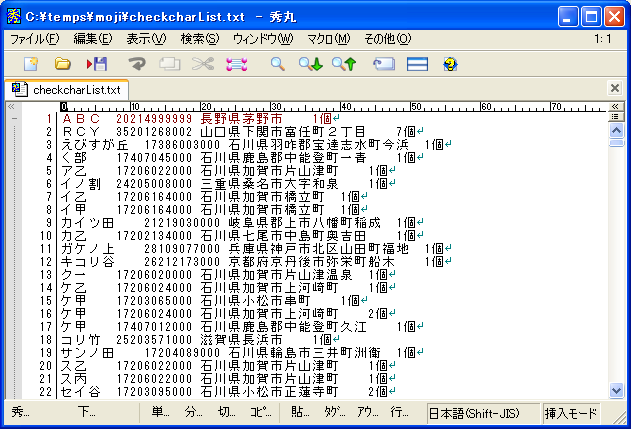 C:¥temps¥moji¥checkcharList.txt - 秀丸
ファイル(F) 編集(E) 表示(V) 検索(S) ウィンドウ(W) マクロ(M) その他(O) 1: 1
checkcharList.txt
0 10 20 30 40 50 60 70
1 ＡＢＣ 20214999999 長野県茅野市 1個↵
2 ＲＣＹ 35201268002 山口県下関市富任町２丁目 7個↵
3 えびすが丘 17386003000 石川県羽咋郡宝達志水町今浜 1個↵
4 く部 17407045000 石川県鹿島郡中能登町一青 1個↵
5 ア乙 17206022000 石川県加賀市片山津町 1個↵
6 イノ割 24205008000 三重県桑名市大字和泉 1個↵
7 イ乙 17206164000 石川県加賀市橋立町 1個↵
8 イ甲 17206164000 石川県加賀市橋立町 1個↵
9 カイツ田 21219030000 岐阜県郡上市八幡町稲成 1個↵
10 カ乙 17202134000 石川県七尾市中島町奥吉田 1個↵
11 ガケノ上 28109077000 兵庫県神戸市北区山田町福地 1個↵
12 キコリ谷 26212173000 京都府京丹後市弥栄町船木 1個↵
13 クー 17206020000 石川県加賀市片山津温泉 1個↵
14 ケ乙 17206024000 石川県加賀市上河崎町 1個↵
15 ケ甲 17203065000 石川県小松市串町 1個↵
16 ケ甲 17206024000 石川県加賀市上河崎町 2個↵
17 ケ甲 17407012000 石川県鹿島郡中能登町久江 1個↵
18 コリ竹 25203571000 滋賀県長浜市 1個↵
19 サンノ田 17204089000 石川県輪島市三井町洲衛 1個↵
20 ス乙 17206022000 石川県加賀市片山津町 1個↵
21 ス丙 17206022000 石川県加賀市片山津町 1個↵
22 セイ谷 17203095000 石川県小松市正蓮寺町 2個↵
秀... 下... 単... 分... 切... コピ... 貼... タグ... アウ... 行... 日本語(Shift-JIS) 挿入モード